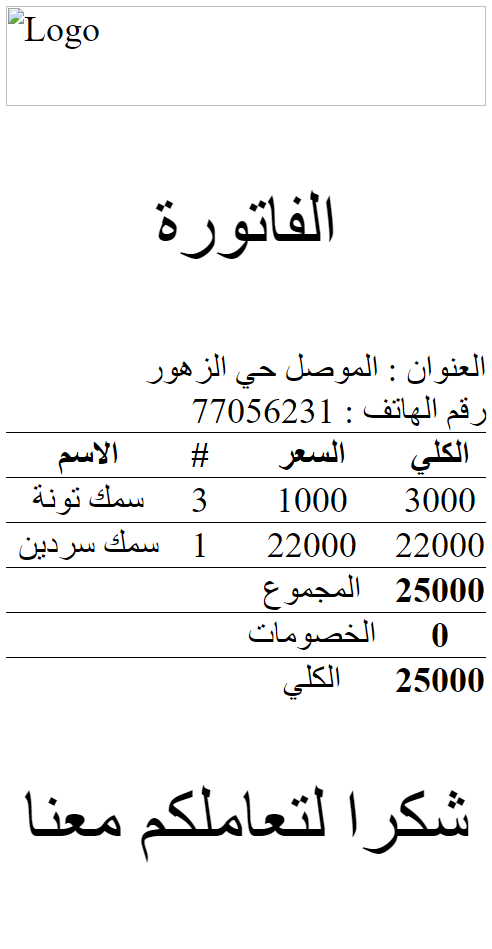 Logo
الفاتورة
العنوان : الموصل حي الزهور
رقم الهاتف : 77056231
الاسم # السعر الكلي
سمك تونة 3 1000 3000
سمك سردين 1 22000 22000
المجموع 25000
الخصومات 0
الكلي 25000
شكرا لتعاملكم معنا